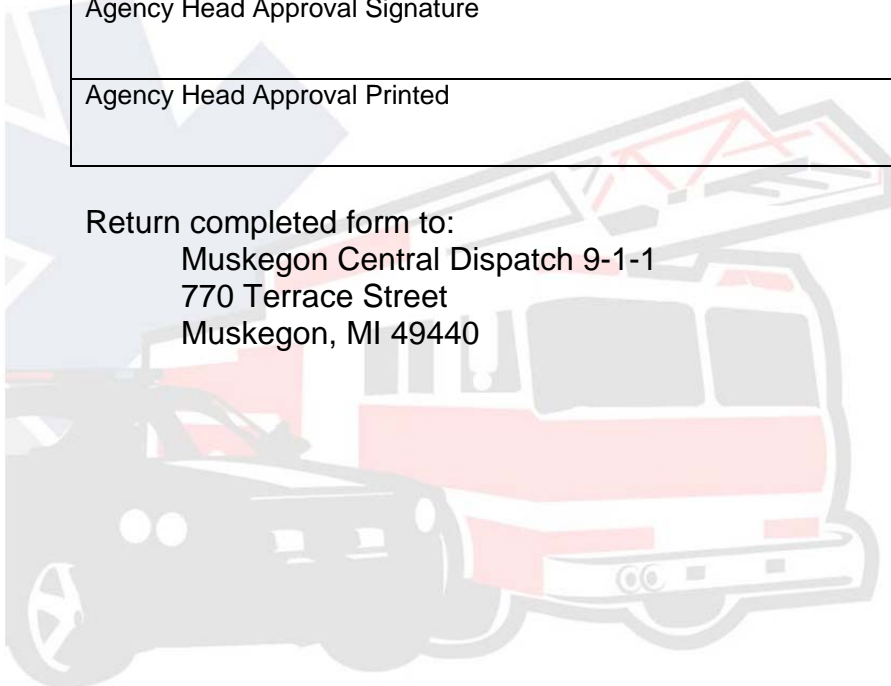 Agency Head Approval Signature
Agency Head Approval Printed
Return completed form to:
Muskegon Central Dispatch 9-1-1
770 Terrace Street
Muskegon, MI 49440